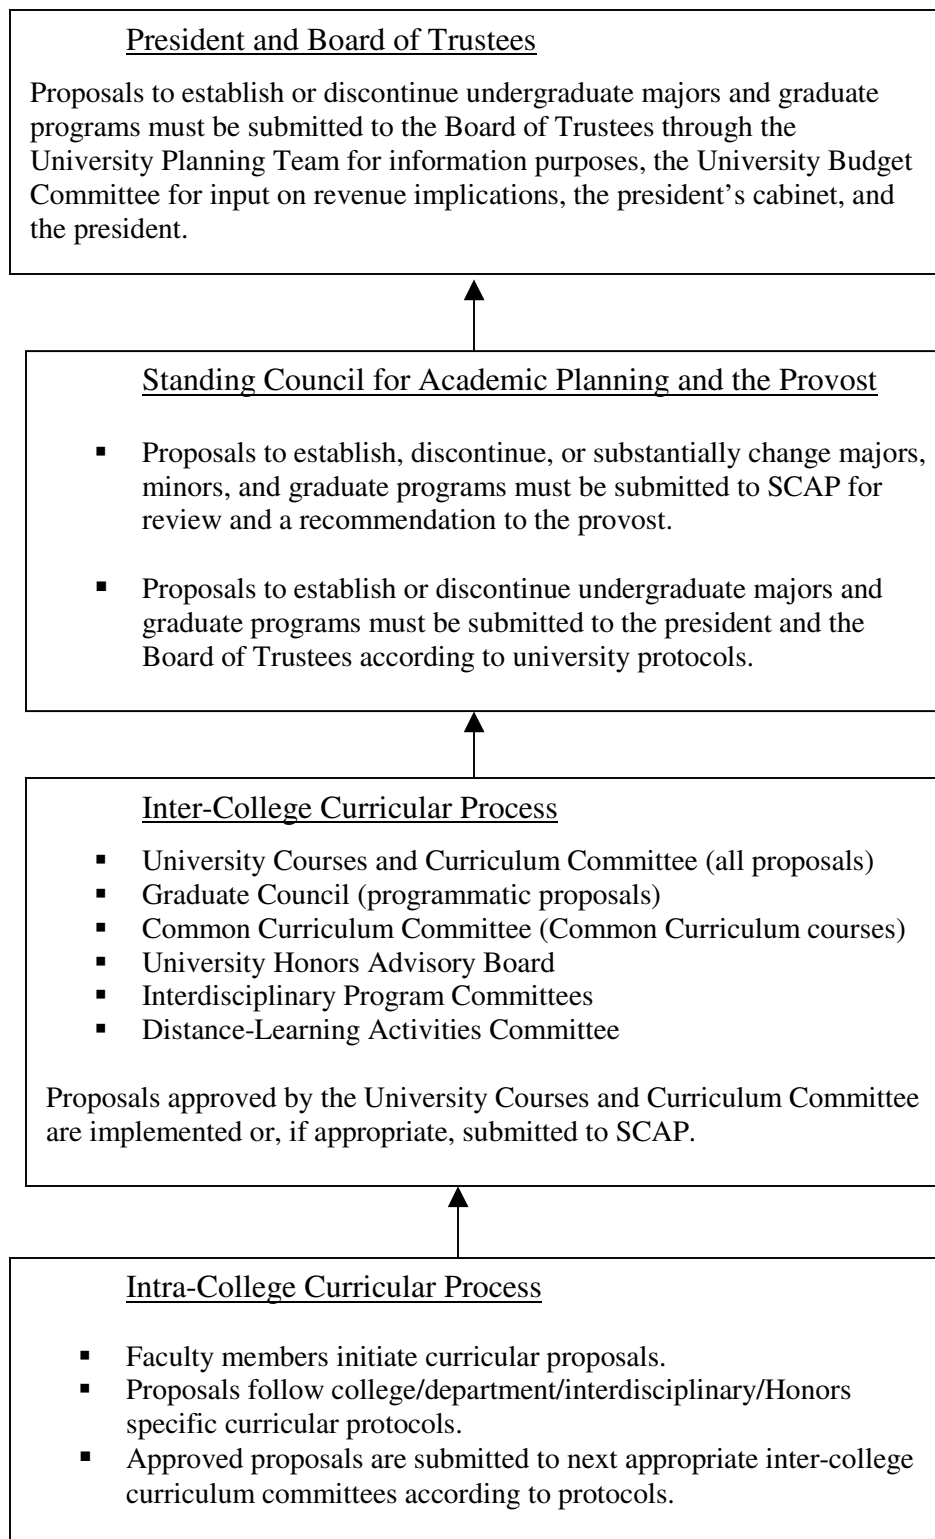 President and Board of Trustees
Proposals to establish or discontinue undergraduate majors and graduate
programs must be submitted to the Board of Trustees through the
University Planning Team for information purposes, the University Budget
Committee for input on revenue implications, the president’s cabinet, and
the president.
Standing Council for Academic Planning and the Provost
▪ Proposals to establish, discontinue, or substantially change majors,
minors, and graduate programs must be submitted to SCAP for
review and a recommendation to the provost.
▪ Proposals to establish or discontinue undergraduate majors and
graduate programs must be submitted to the president and the
Board of Trustees according to university protocols.
Inter-College Curricular Process
▪ University Courses and Curriculum Committee (all proposals)
▪ Graduate Council (programmatic proposals)
▪ Common Curriculum Committee (Common Curriculum courses)
▪ University Honors Advisory Board
▪ Interdisciplinary Program Committees
▪ Distance-Learning Activities Committee
Proposals approved by the University Courses and Curriculum Committee
are implemented or, if appropriate, submitted to SCAP.
Intra-College Curricular Process
▪ Faculty members initiate curricular proposals.
▪ Proposals follow college/department/interdisciplinary/Honors
specific curricular protocols.
▪ Approved proposals are submitted to next appropriate inter-college
curriculum committees according to protocols.